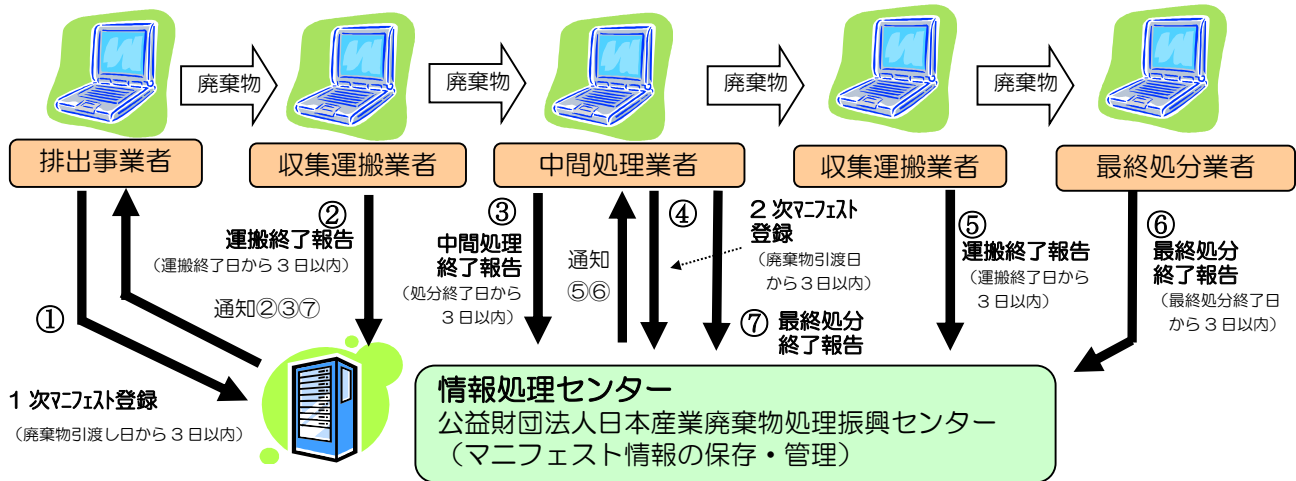 廃棄物
廃棄物
廃棄物
廃棄物
排出事業者
収集運搬業者
中間処理業者
収集運搬業者
最終処分業者
①
1次マニフェスト登録
（廃棄物引渡し日から3日以内）
通知②③⑦
②
運搬終了報告
（運搬終了日から3日以内）
③
中間処理
終了報告
（処分終了日から
3日以内）
通知
⑤⑥
④
2次マニフェスト
登録
（廃棄物引渡日
から3日以内）
⑦ 最終処分
終了報告
⑤
運搬終了報告
（運搬終了日から
3日以内）
⑥
最終処分
終了報告
（最終処分終了日
から3日以内）
情報処理センター
公益財団法人日本産業廃棄物処理振興センター
（マニフェスト情報の保存・管理）